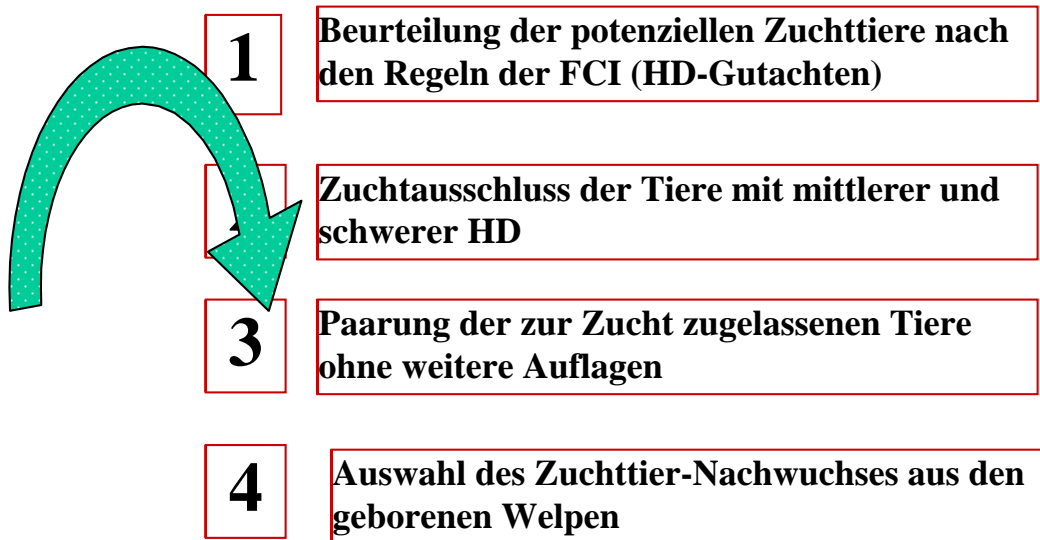 1
Beurteilung der potenziellen Zuchttiere nach
den Regeln der FCI (HD-Gutachten)
Zuchtausschluss der Tiere mit mittlerer und
schwerer HD
3
Paarung der zur Zucht zugelassenen Tiere
ohne weitere Auflagen
4
Auswahl des Zuchttier-Nachwuchses aus den
geborenen Welpen